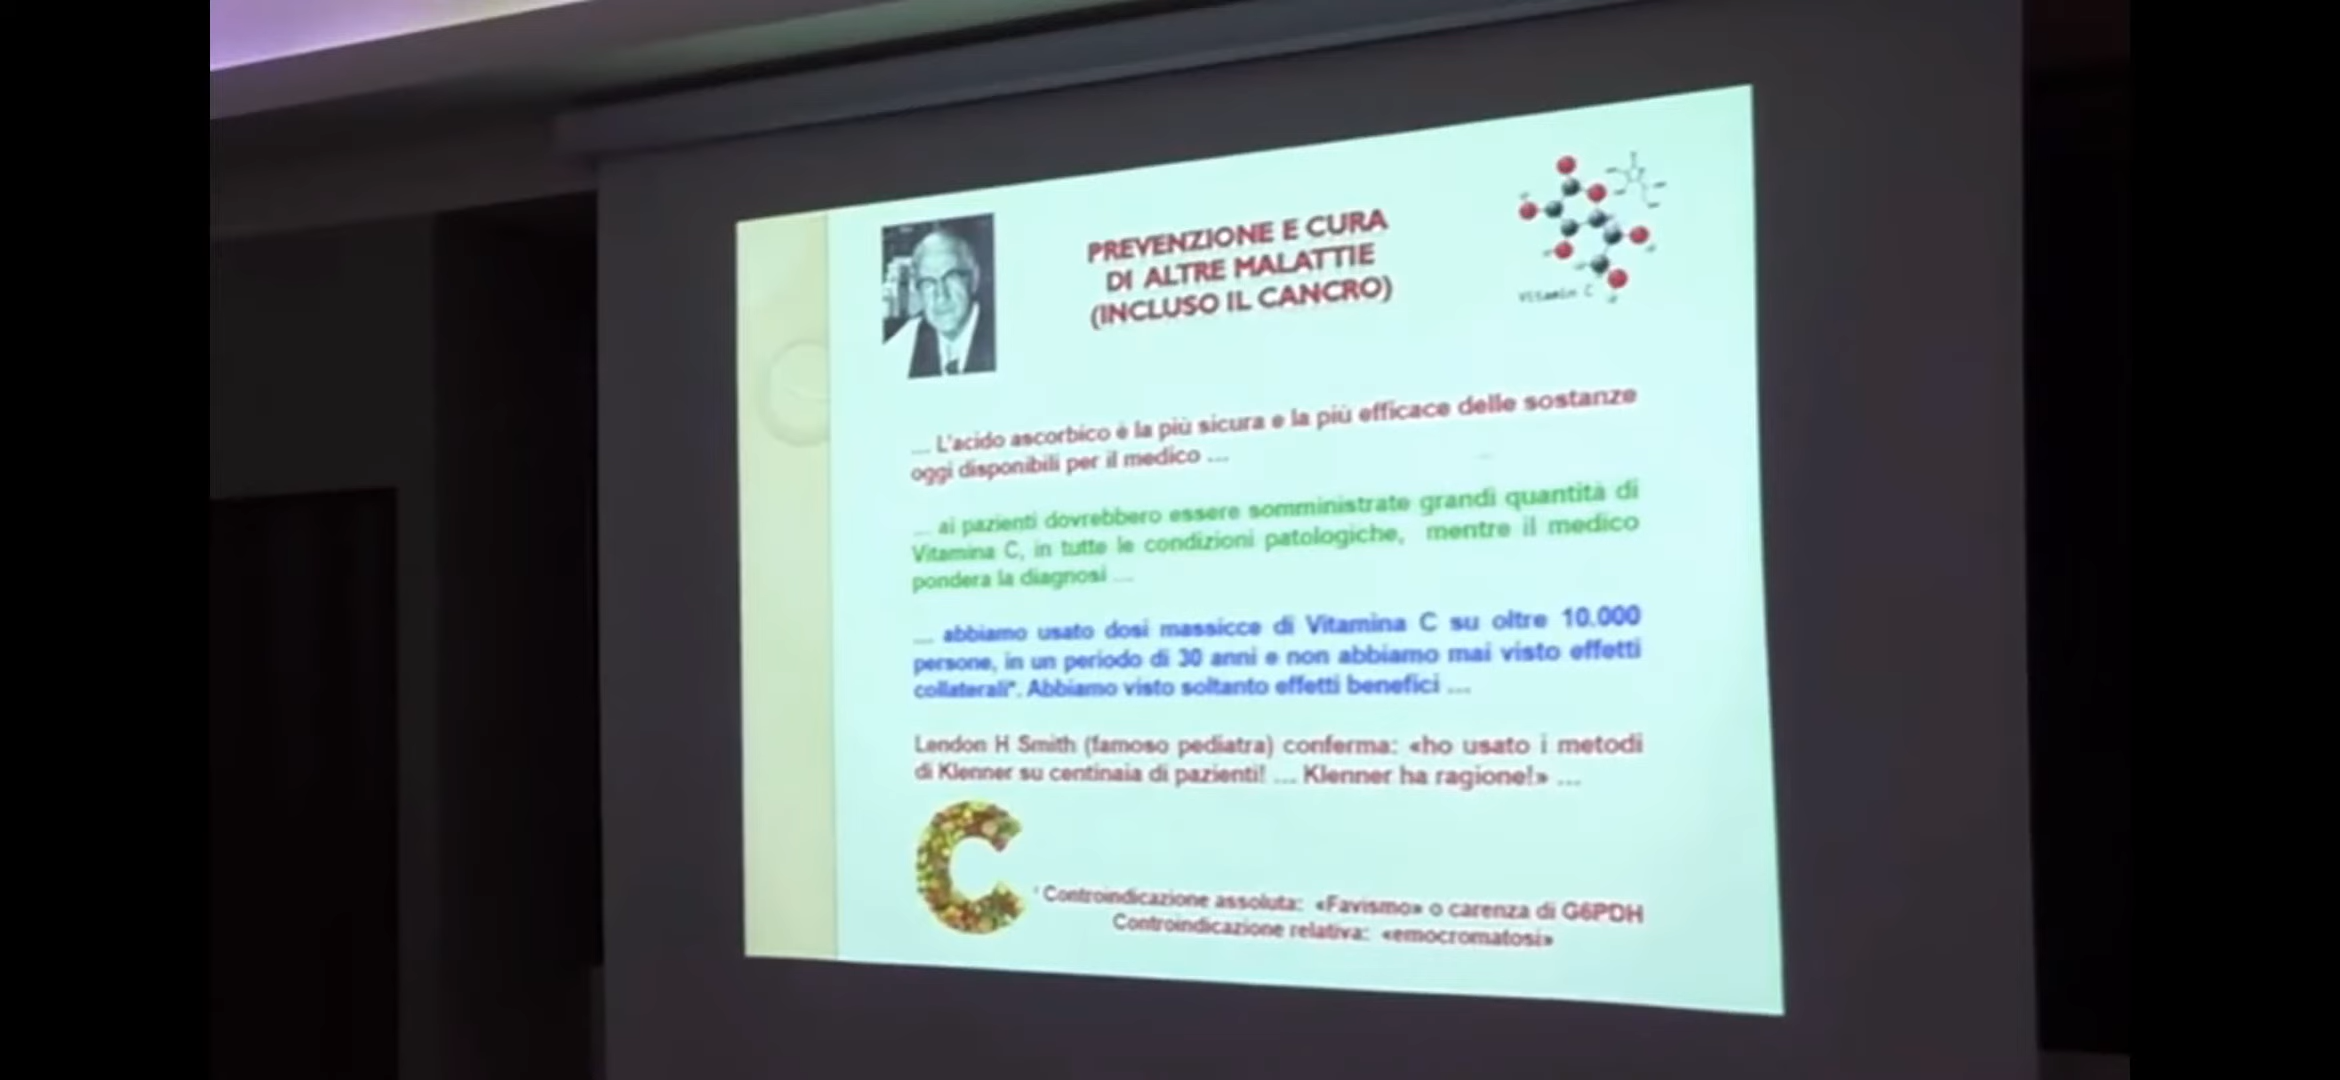 PREVENZIONE E CURA
DI ALTRE MALATTIE
(INCLUSO IL CANCRO)
Vitamin C
... L'acido ascorbico è la più sicura e la più efficace delle sostanze
oggi disponibili per il medico ...
... ai pazienti dovrebbero essere somministrate grandi quantità di
Vitamina C, in tutte le condizioni patologiche, mentre il medico
pondera la diagnosi ...
... abbiamo usato dosi massicce di Vitamina C su oltre 10.000
persone, in un periodo di 30 anni e non abbiamo mai visto effetti
collaterali*. Abbiamo visto soltanto effetti benefici ...
Lendon H Smith (famoso pediatra) conferma: «ho usato i metodi
di Klenner su centinaia di pazienti! ... Klenner ha ragione!» ...
C
* Controindicazione assoluta: «Favismo» o carenza di G6PDH
Controindicazione relativa: «emocromatosi»